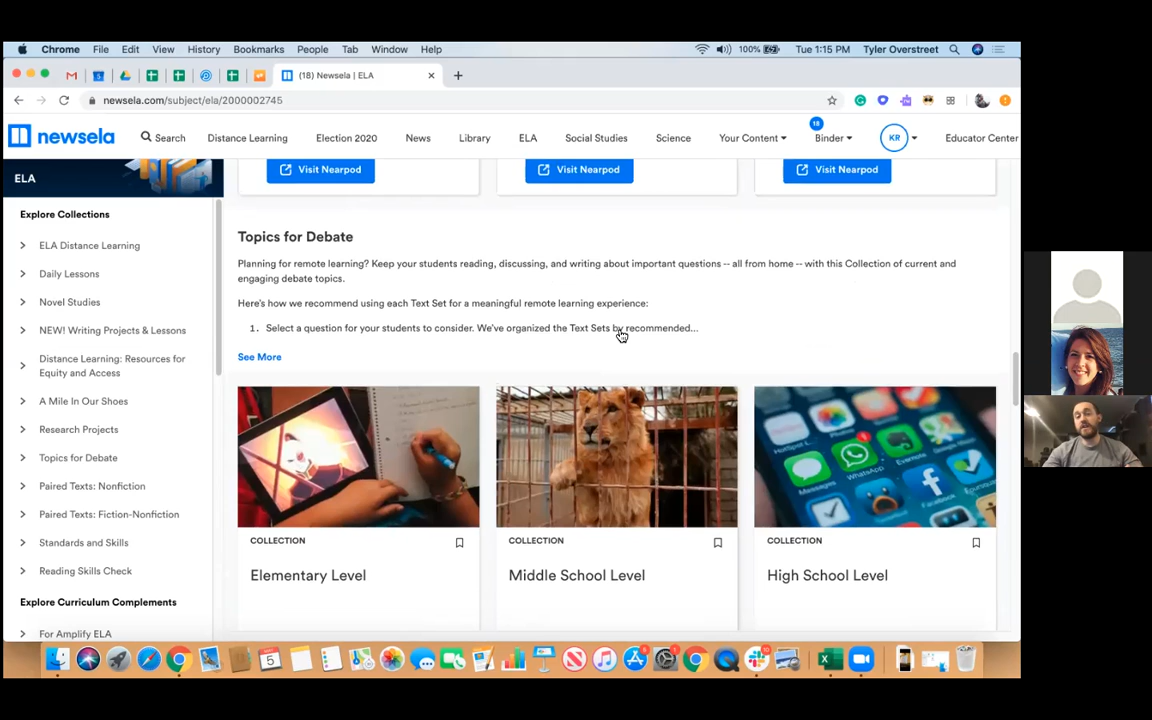 Chrome File Edit View History Bookmarks People Tab Window Help 100% Tue 1:15 PM Tyler Overstreet
(18) Newsela | ELA
newsela.com/subject/ela/2000002745
newsela Search Distance Learning Election 2020 News Library ELA Social Studies Science Your Content 18 Binder KR Educator Center
ELA
Visit Nearpod Visit Nearpod Visit Nearpod
Explore Collections
ELA Distance Learning
Daily Lessons
Novel Studies
NEW! Writing Projects & Lessons
Distance Learning: Resources for
Equity and Access
A Mile In Our Shoes
Research Projects
Topics for Debate
Paired Texts: Nonfiction
Paired Texts: Fiction-Nonfiction
Standards and Skills
Reading Skills Check
Explore Curriculum Complements
For Amplify ELA
Topics for Debate
Planning for remote learning? Keep your students reading, discussing, and writing about important questions -- all from home -- with this Collection of current and
engaging debate topics.
Here's how we recommend using each Text Set for a meaningful remote learning experience:
1. Select a question for your students to consider. We've organized the Text Sets by recommended...
See More
WhatsApp
Evernote
Messages
Facebook
COLLECTION COLLECTION COLLECTION
Elementary Level Middle School Level High School Level
5